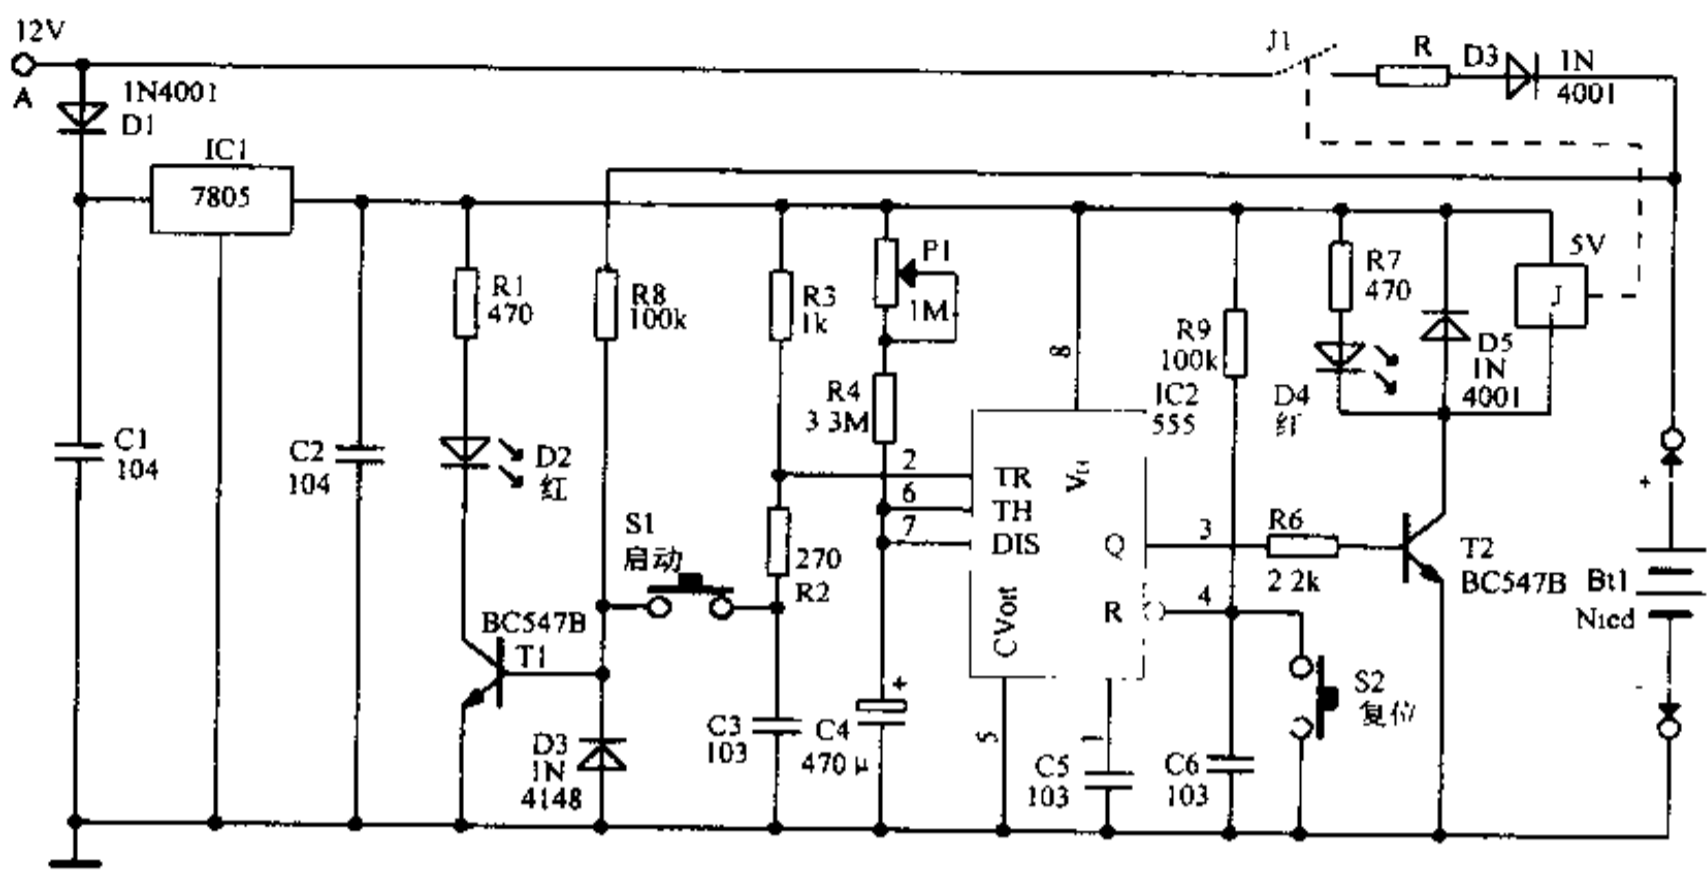 12V
A
1N4001
D1
IC1
7805
J1
R
D3
1N
4001
5V
J
R1
470
R8
100k
R3
1k
P1
1M
R9
100k
R7
470
D5
1N
4001
R4
3 3M
IC2
555
D4
红
8
C1
104
C2
104
D2
红
2
6
7
TR
TH
DIS
Q
R
CVort
3
4
5
1
S1
启动
270
R2
R6
2 2k
T2
BC547B
+
Bt1
Nicd
-
BC547B
T1
D3
1N
4148
C3
103
+
C4
470 μ
C5
103
C6
103
S2
复位